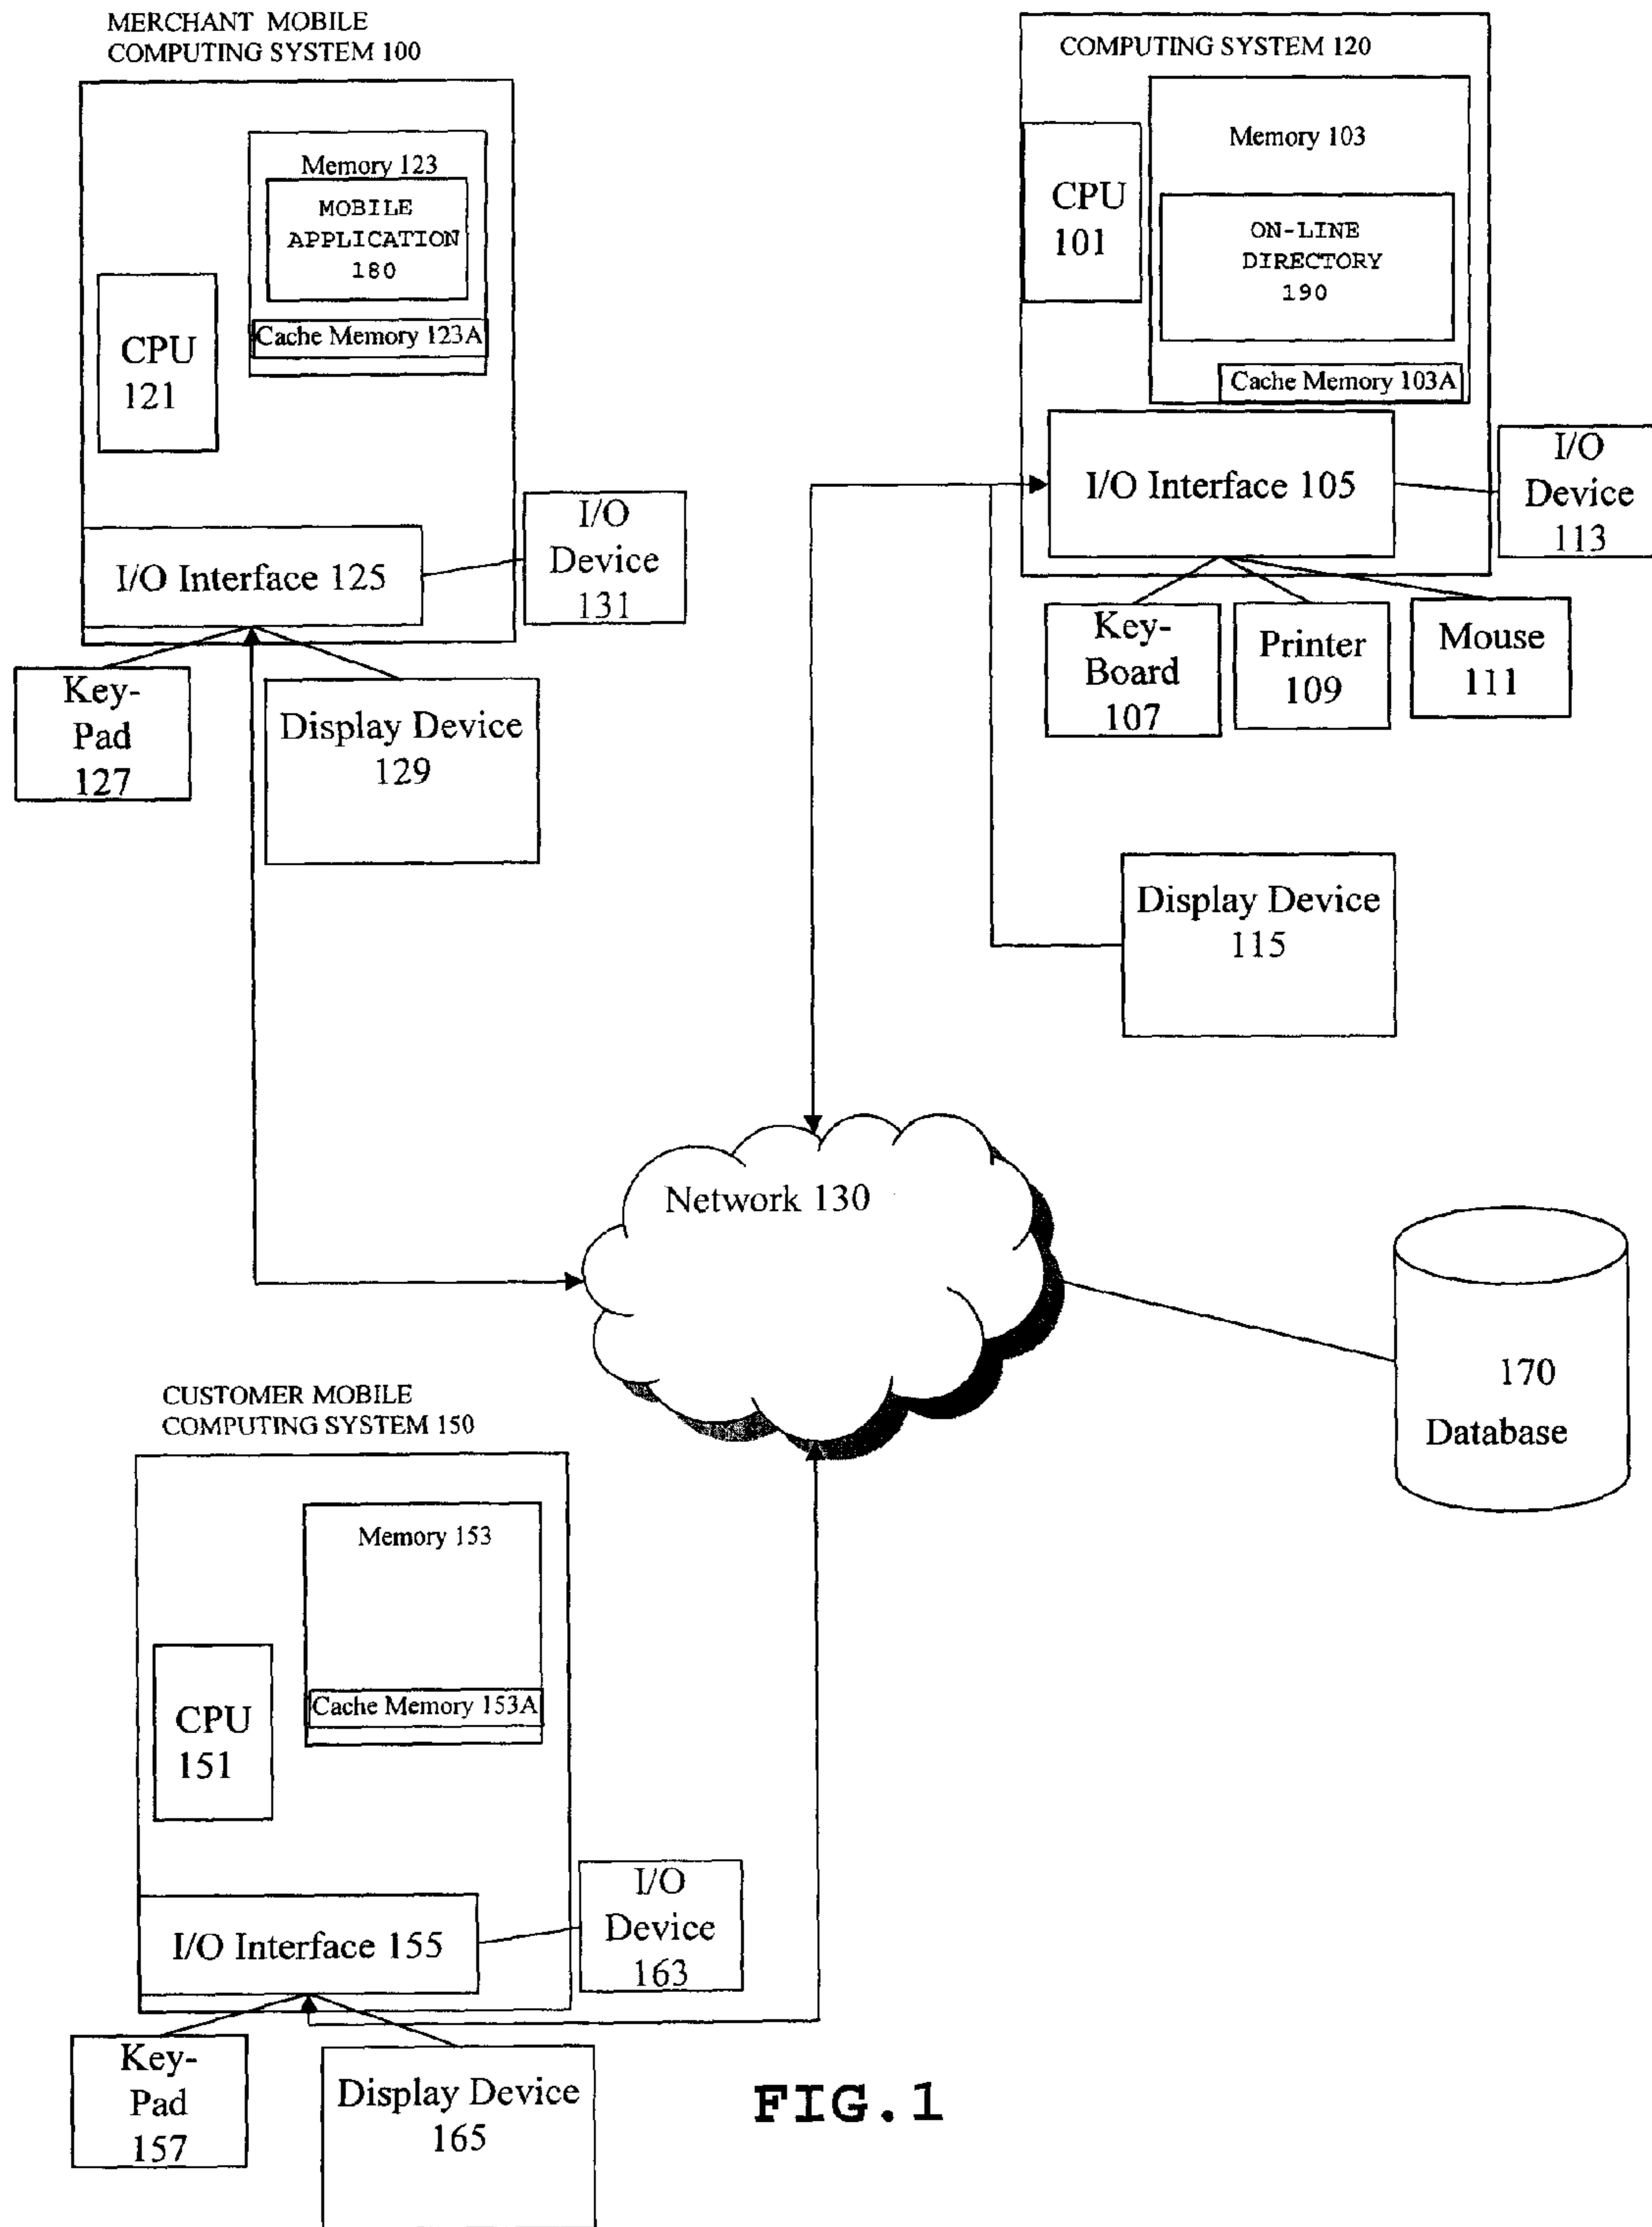 MERCHANT MOBILE
COMPUTING SYSTEM 100
Memory 123
MOBILE
APPLICATION
180
Cache Memory 123A
CPU
121
I/O Interface 125
I/O
Device
131
Key-
Pad
127
Display Device
129
COMPUTING SYSTEM 120
Memory 103
CPU
101
ON-LINE
DIRECTORY
190
Cache Memory 103A
I/O Interface 105
I/O
Device
113
Key-
Board
107
Printer
109
Mouse
111
Display Device
115
Network 130
170
Database
CUSTOMER MOBILE
COMPUTING SYSTEM 150
Memory 153
Cache Memory 153A
CPU
151
I/O Interface 155
I/O
Device
163
Key-
Pad
157
Display Device
165
FIG.1